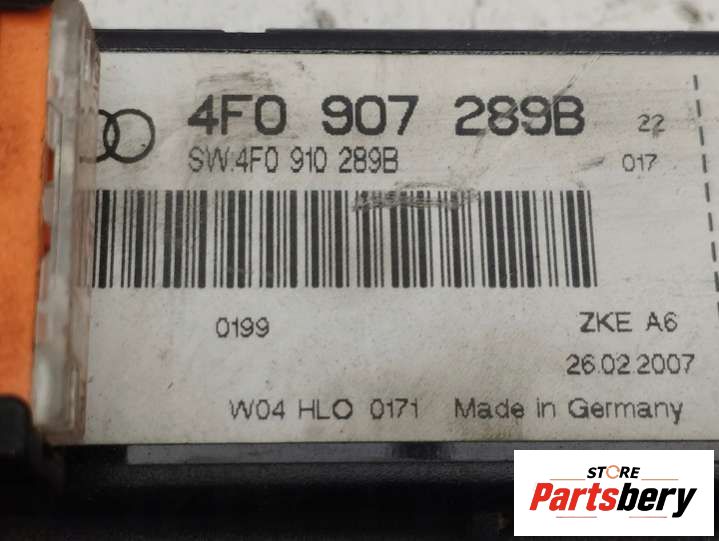 4F0 907 289B 22
SW:4F0 910 289B 017
0199 ZKE A6
26.02.2007
W04 HLO 0171 Made in Germany
STORE
Partsbery